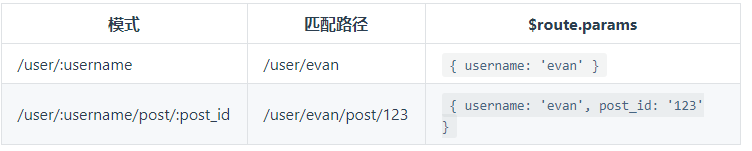 模式 匹配路径 $route.params
/user/:username /user/evan { username: 'evan' }
/user/:username/post/:post_id /user/evan/post/123 { username: 'evan', post_id: '123'
}